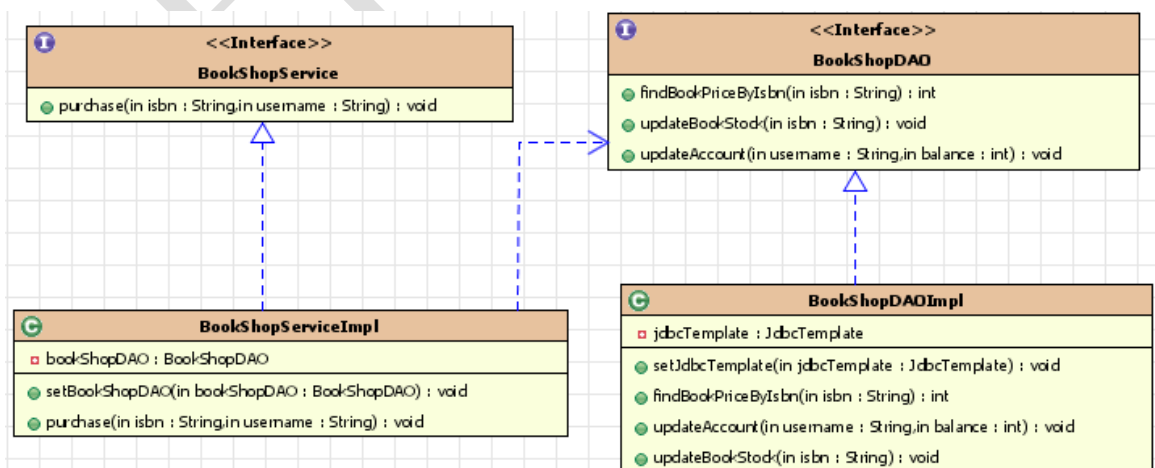 <<Interface>>
BookShopService
purchase(in isbn : String,in username : String) : void
<<Interface>>
BookShopDAO
findBookPriceByIsbn(in isbn : String) : int
updateBookStock(in isbn : String) : void
updateAccount(in username : String,in balance : int) : void
BookShopServiceImpl
bookShopDAO : BookShopDAO
setBookShopDAO(in bookShopDAO : BookShopDAO) : void
purchase(in isbn : String,in username : String) : void
BookShopDAOImpl
jdbcTemplate : JdbcTemplate
setJdbcTemplate(in jdbcTemplate : JdbcTemplate) : void
findBookPriceByIsbn(in isbn : String) : int
updateAccount(in username : String,in balance : int) : void
updateBookStock(in isbn : String) : void